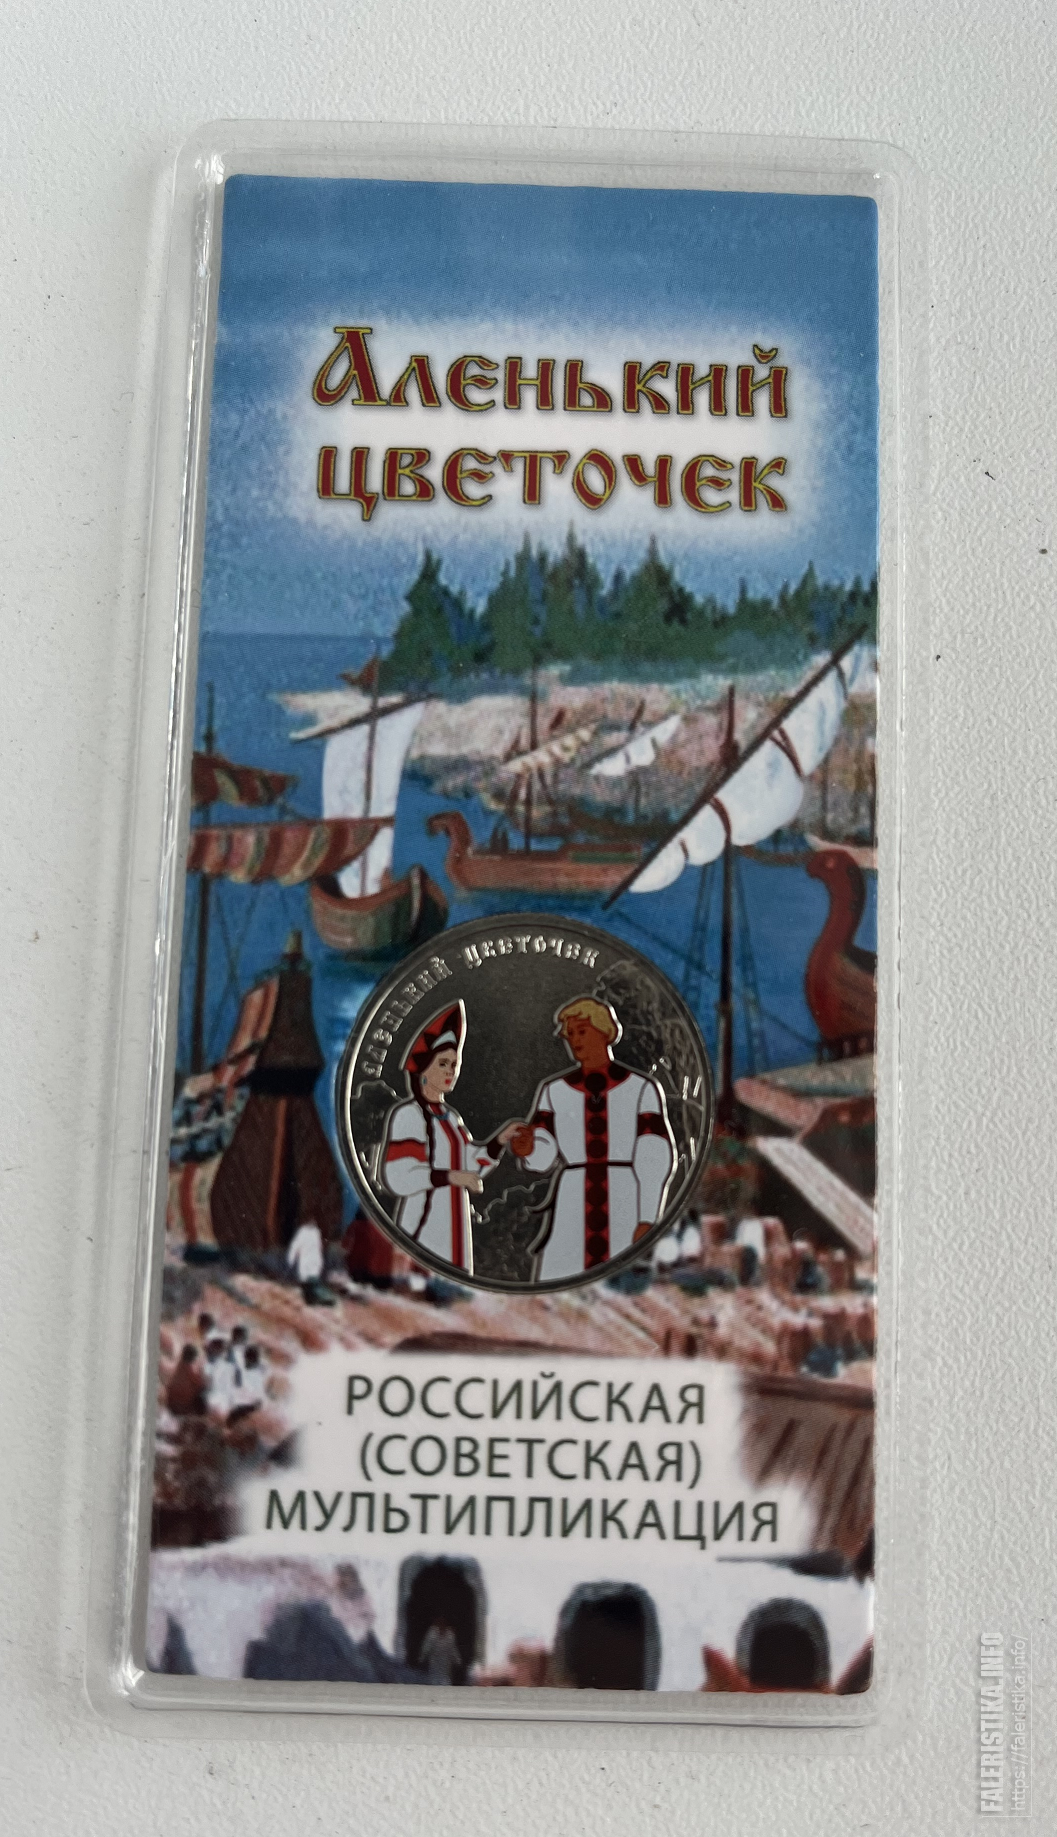 Аленький
цветочек
АЛЕНЬКИЙ ЦВЕТОЧЕК
РОССИЙСКАЯ
(СОВЕТСКАЯ)
МУЛЬТИПЛИКАЦИЯ
FALERISTIKA.INFO
https://faleristika.info/